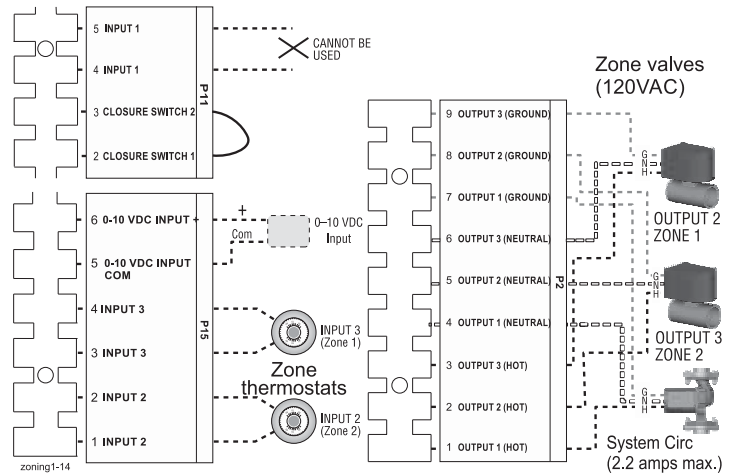 5 INPUT 1
4 INPUT 1
CANNOT BE
USED
P11
3 CLOSURE SWITCH 2
2 CLOSURE SWITCH 1
6 0-10 VDC INPUT +
+
Com
0–10 VDC
Input
5 0-10 VDC INPUT
COM
P15
4 INPUT 3
3 INPUT 3
INPUT 3
(Zone 1)
Zone
thermostats
2 INPUT 2
1 INPUT 2
INPUT 2
(Zone 2)
zoning1-14
Zone valves
(120VAC)
9 OUTPUT 3 (GROUND)
8 OUTPUT 2 (GROUND)
7 OUTPUT 1 (GROUND)
6 OUTPUT 3 (NEUTRAL)
5 OUTPUT 2 (NEUTRAL)
4 OUTPUT 1 (NEUTRAL)
P2
3 OUTPUT 3 (HOT)
2 OUTPUT 2 (HOT)
1 OUTPUT 1 (HOT)
G
N
H
OUTPUT 2
ZONE 1
G
N
H
OUTPUT 3
ZONE 2
G
N
H
System Circ
(2.2 amps max.)